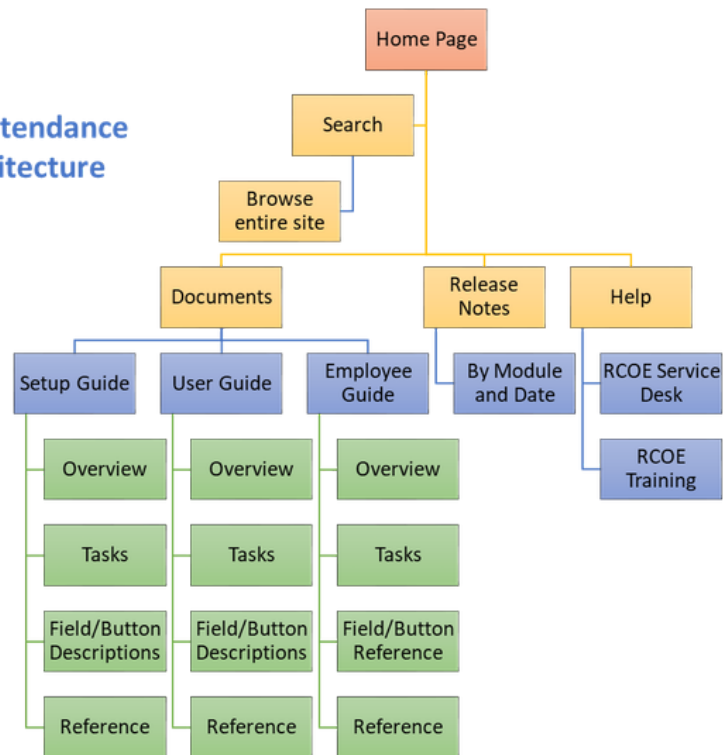 Home Page
tendance
itecture
Search
Browse
entire site
Documents
Release
Notes
Help
Setup Guide
User Guide
Employee
Guide
By Module
and Date
RCOE Service
Desk
RCOE
Training
Overview
Overview
Overview
Tasks
Tasks
Tasks
Field/Button
Descriptions
Field/Button
Descriptions
Field/Button
Reference
Reference
Reference
Reference